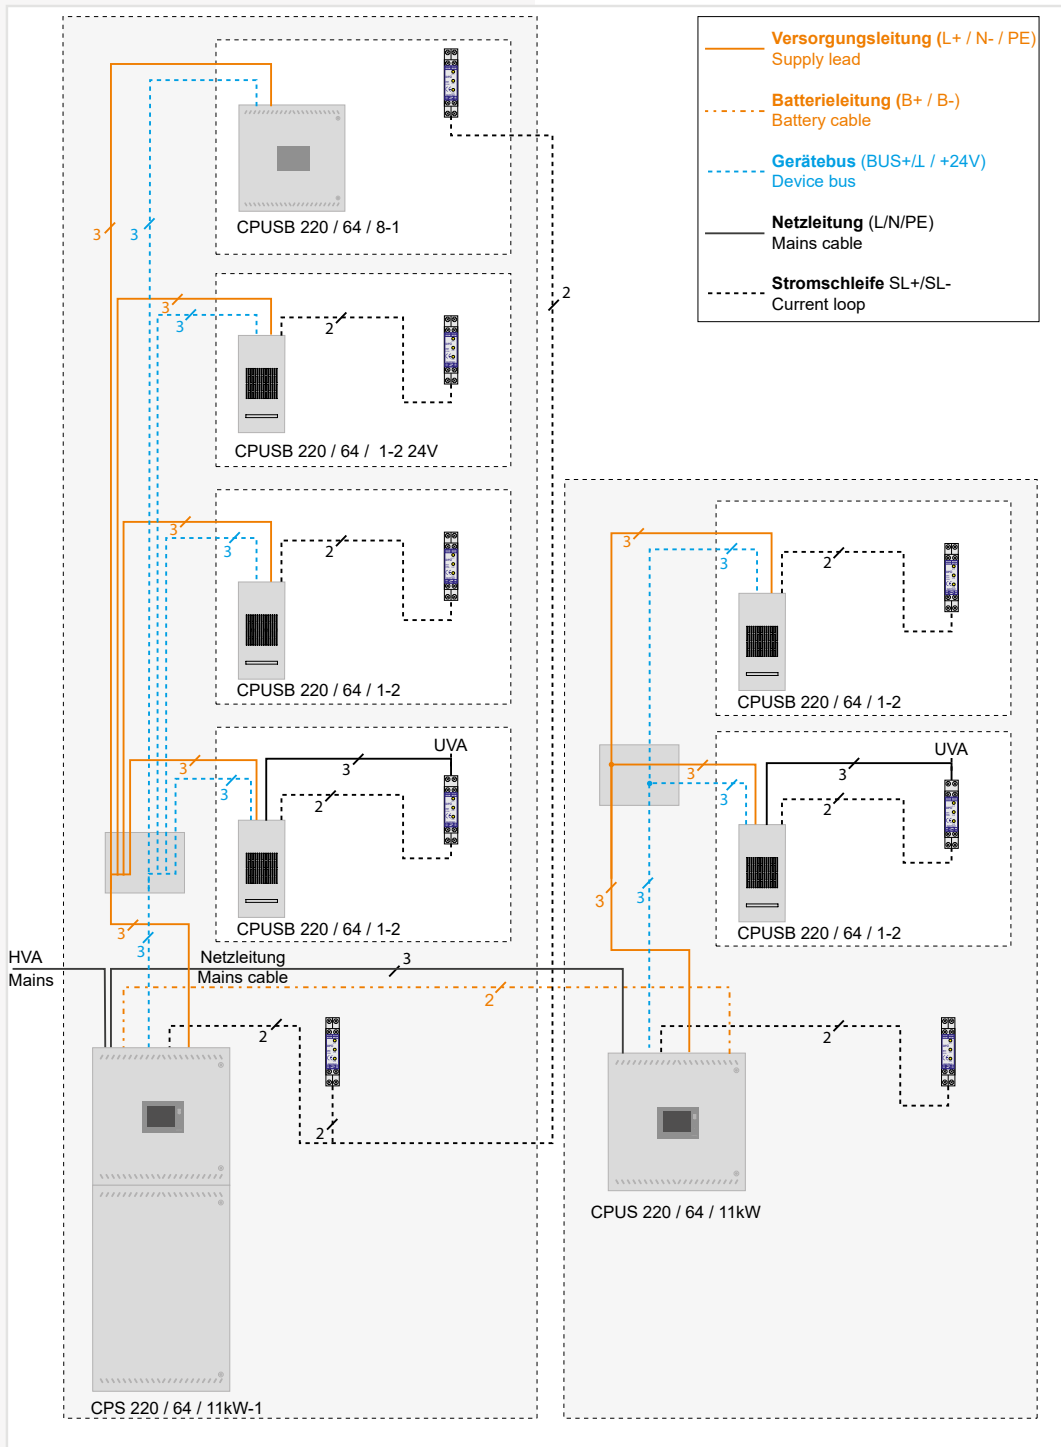 Versorgungsleitung (L+ / N- / PE)
Supply lead
Batterieleitung (B+ / B-)
Battery cable
Gerätebus (BUS+/⊥ / +24V)
Device bus
Netzleitung (L/N/PE)
Mains cable
Stromschleife SL+/SL-
Current loop
CPUSB 220 / 64 / 8-1
3
3
2
3
3
2
CPUSB 220 / 64 / 1-2 24V
3
3
2
CPUSB 220 / 64 / 1-2
UVA
3
3
3
2
CPUSB 220 / 64 / 1-2
3
3
3
2
CPUSB 220 / 64 / 1-2
UVA
3
3
3
2
CPUSB 220 / 64 / 1-2
3
3
HVA
Mains
Netzleitung
Mains cable
3
2
2
2
2
CPUS 220 / 64 / 11kW
CPS 220 / 64 / 11kW-1